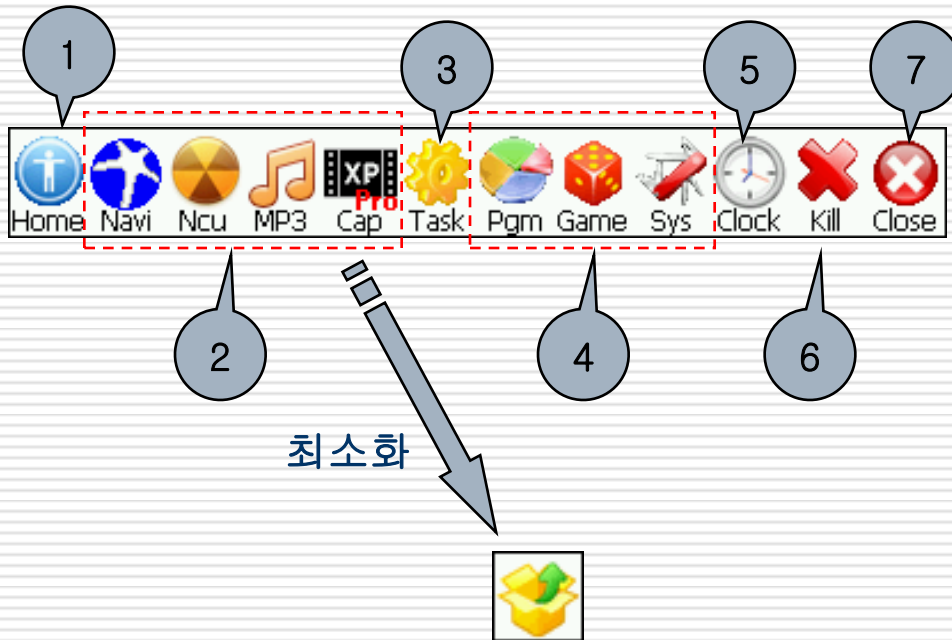 1 3 5 7
XP
Pro
Home Navi Ncu MP3 Cap Task Pgm Game Sys Clock Kill Close
2 4 6
최소화